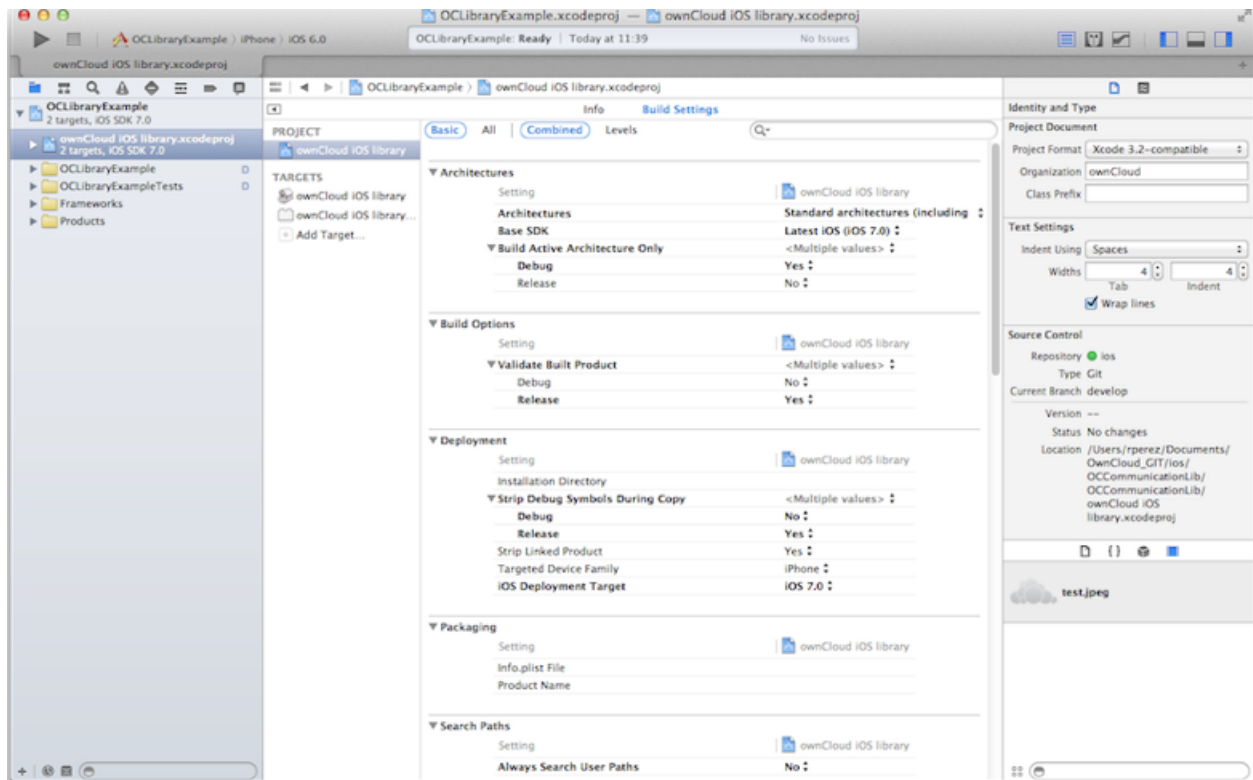 OCLibraryExample.xcodeproj — ownCloud iOS library.xcodeproj
OCLibraryExample 〉 iPhone 〉 iOS 6.0
OCLibraryExample: Ready | Today at 11:39
No Issues
ownCloud iOS library.xcodeproj
OCLibraryExample
2 targets, iOS SDK 7.0
ownCloud iOS library.xcodeproj
2 targets, iOS SDK 7.0
OCLibraryExample D
OCLibraryExampleTests D
Frameworks
Products
OCLibraryExample 〉 ownCloud iOS library.xcodeproj
Info Build Settings
PROJECT
ownCloud iOS library
TARGETS
ownCloud iOS library
ownCloud iOS library...
Add Target...
Basic All Combined Levels
Architectures
Setting ownCloud iOS library
Architectures Standard architectures (including
Base SDK Latest iOS (iOS 7.0)
Build Active Architecture Only <Multiple values>
Debug Yes
Release No
Build Options
Setting ownCloud iOS library
Validate Built Product <Multiple values>
Debug No
Release Yes
Deployment
Setting ownCloud iOS library
Installation Directory
Strip Debug Symbols During Copy <Multiple values>
Debug No
Release Yes
Strip Linked Product Yes
Targeted Device Family iPhone
iOS Deployment Target iOS 7.0
Packaging
Setting ownCloud iOS library
Info.plist File
Product Name
Search Paths
Setting ownCloud iOS library
Always Search User Paths No
Identity and Type
Project Document
Project Format Xcode 3.2-compatible
Organization ownCloud
Class Prefix
Text Settings
Indent Using Spaces
Widths 4 4
Tab Indent
Wrap lines
Source Control
Repository ios
Type Git
Current Branch develop
Version --
Status No changes
Location /Users/rperez/Documents/
OwnCloud_GIT/ios/
OCCommunicationLib/
OCCommunicationLib/
ownCloud iOS
library.xcodeproj
test.jpeg